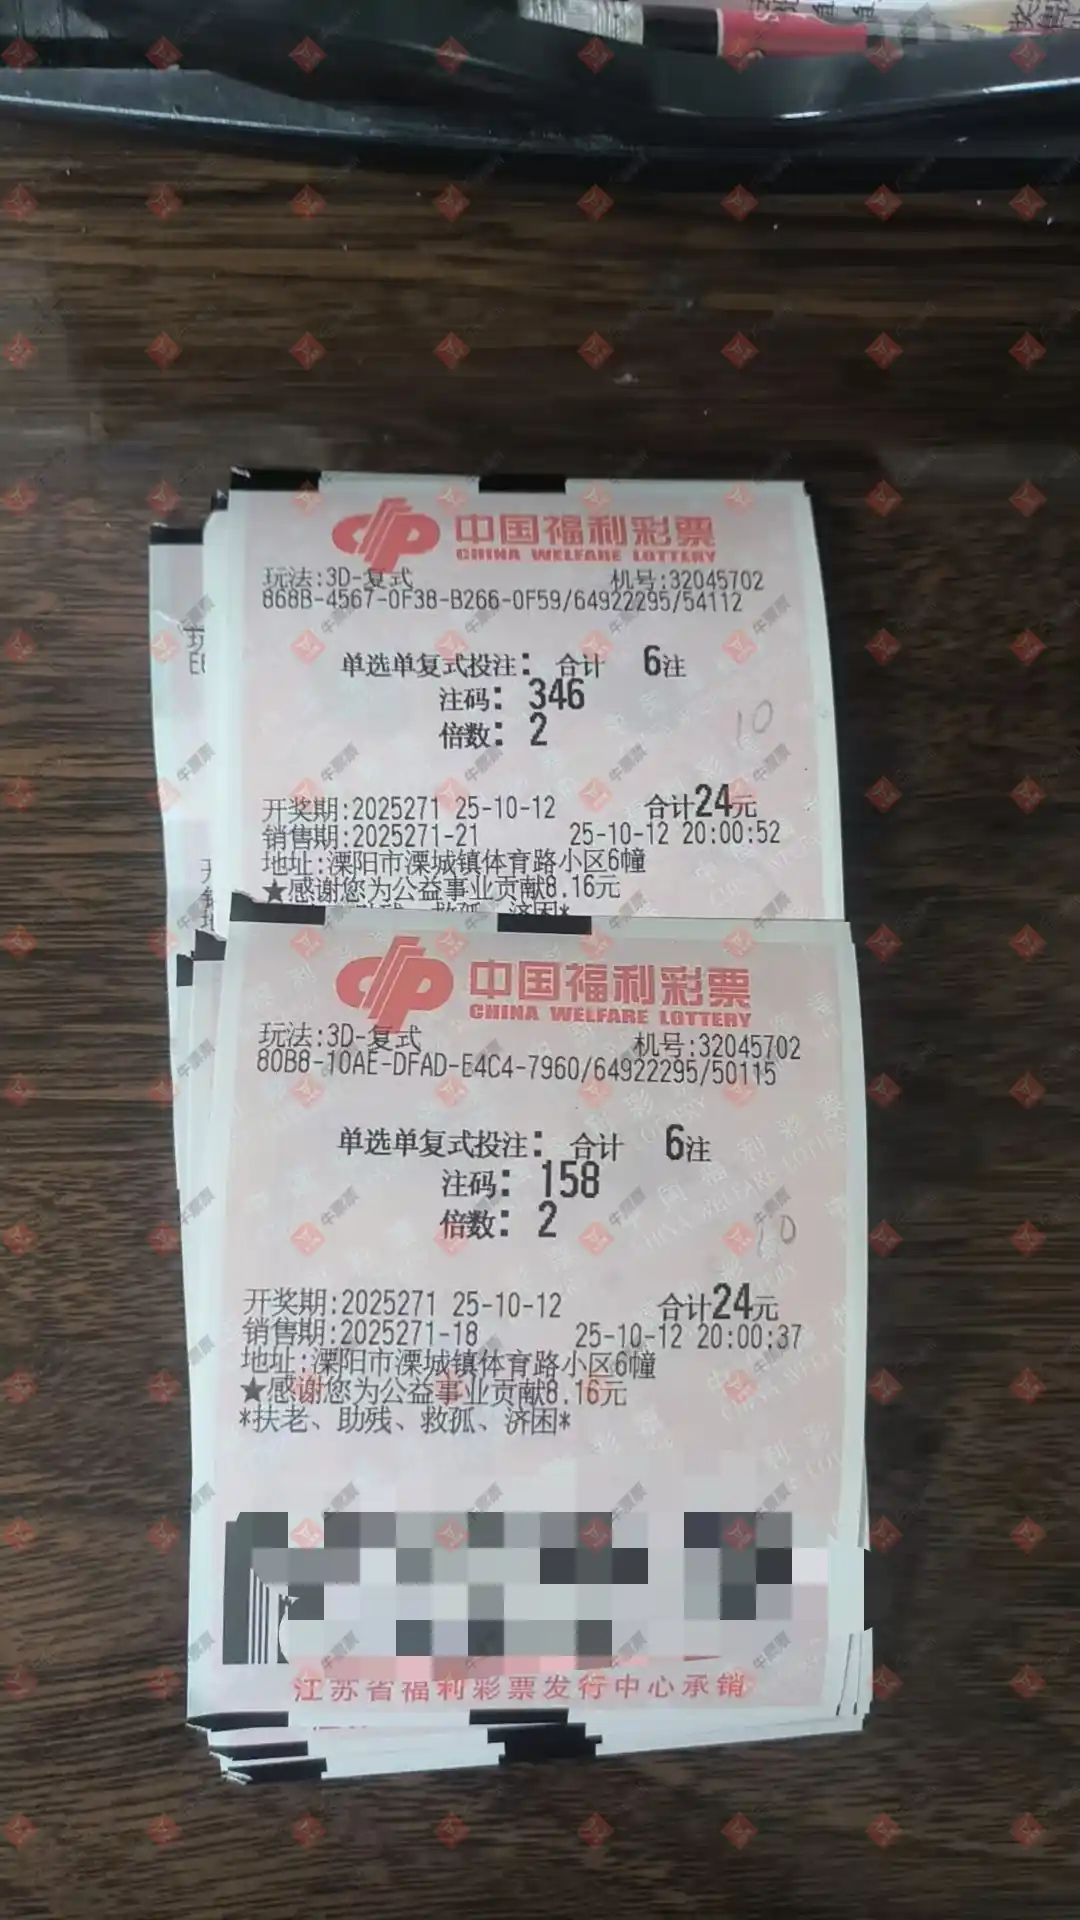 中国福利彩票
CHINA WELFARE LOTTERY
玩法:3D-复式 机号:32045702
868B-4567-0F38-B266-0F59/64922295/54112
单选单复式投注: 合计 6注
注码: 346
倍数: 2
10
开奖期:2025271 25-10-12 合计24元
销售期:2025271-21 25-10-12 20:00:52
地址:溧阳市溧城镇体育路小区6幢
★感谢您为公益事业贡献8.16元
助残、救孤、济困*
中国福利彩票
CHINA WELFARE LOTTERY
玩法:3D-复式 机号:32045702
80B8-10AE-DFAD-E4C4-7960/64922295/50115
单选单复式投注: 合计 6注
注码: 158
倍数: 2
10
开奖期:2025271 25-10-12 合计24元
销售期:2025271-18 25-10-12 20:00:37
地址:溧阳市溧城镇体育路小区6幢
★感谢您为公益事业贡献8.16元
*扶老、助残、救孤、济困*
江苏省福利彩票发行中心承销